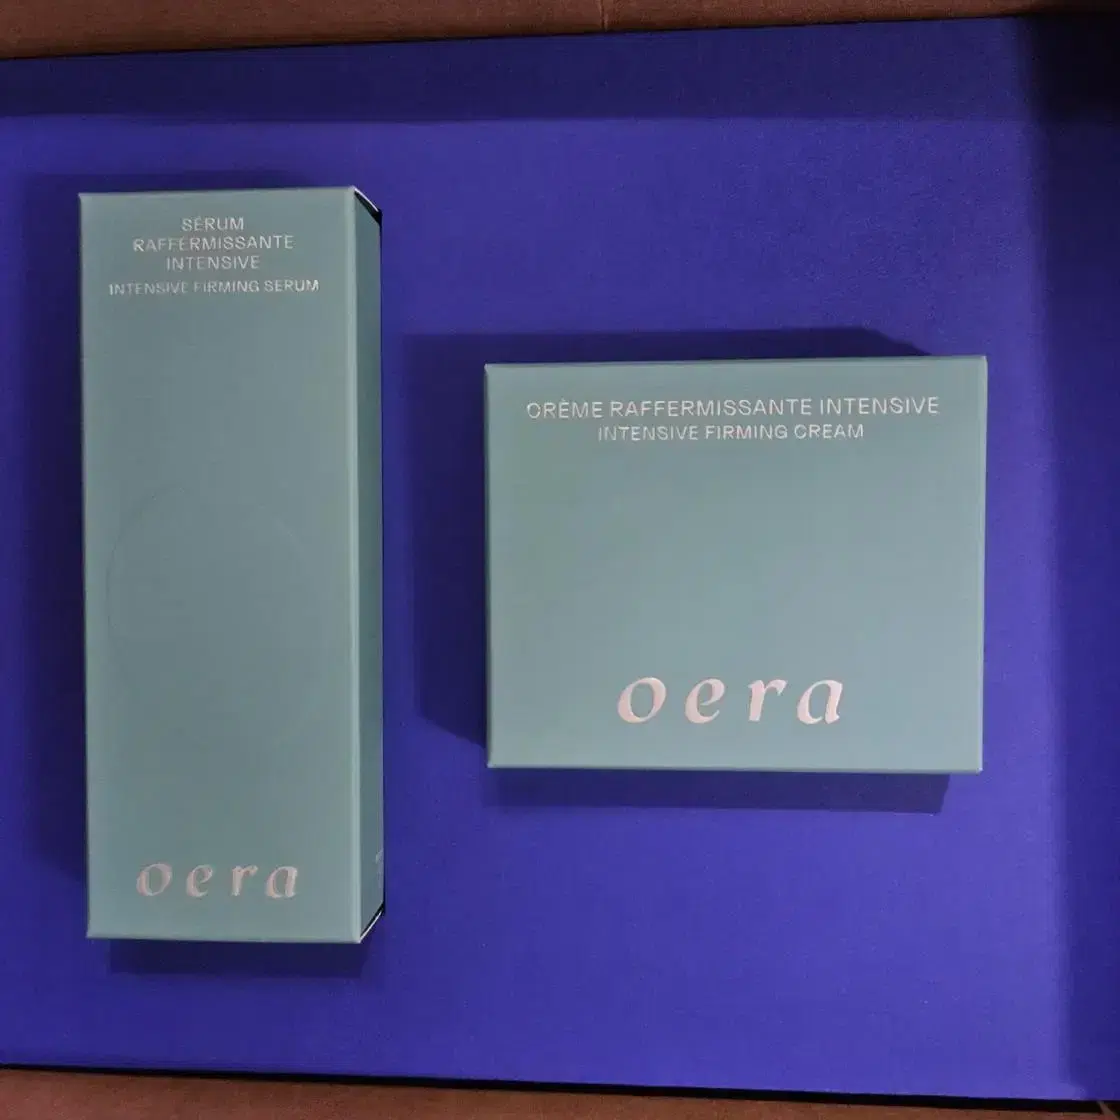 SÉRUM
RAFFERMISSANTE
INTENSIVE
INTENSIVE FIRMING SERUM
oera
CRÈME RAFFERMISSANTE INTENSIVE
INTENSIVE FIRMING CREAM
oera